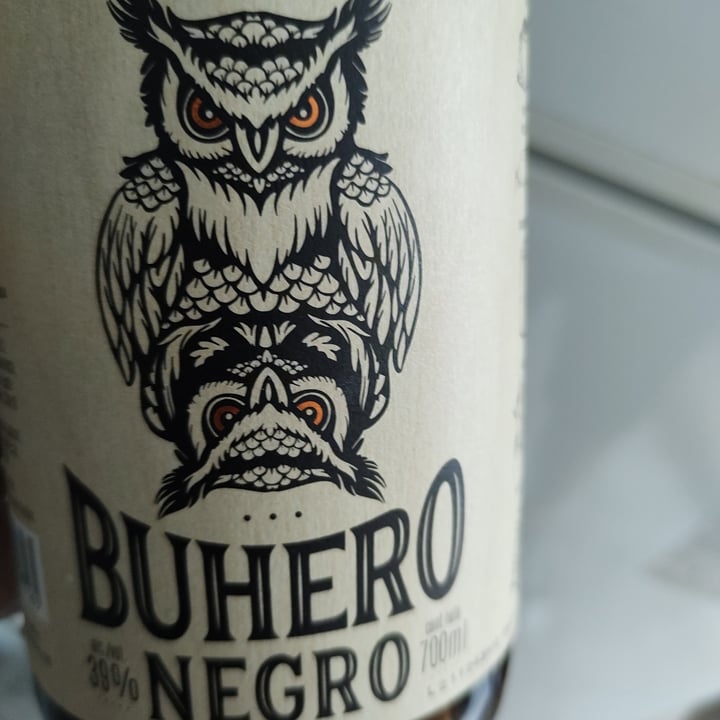 BUHERO
NEGRO
39%
700ml